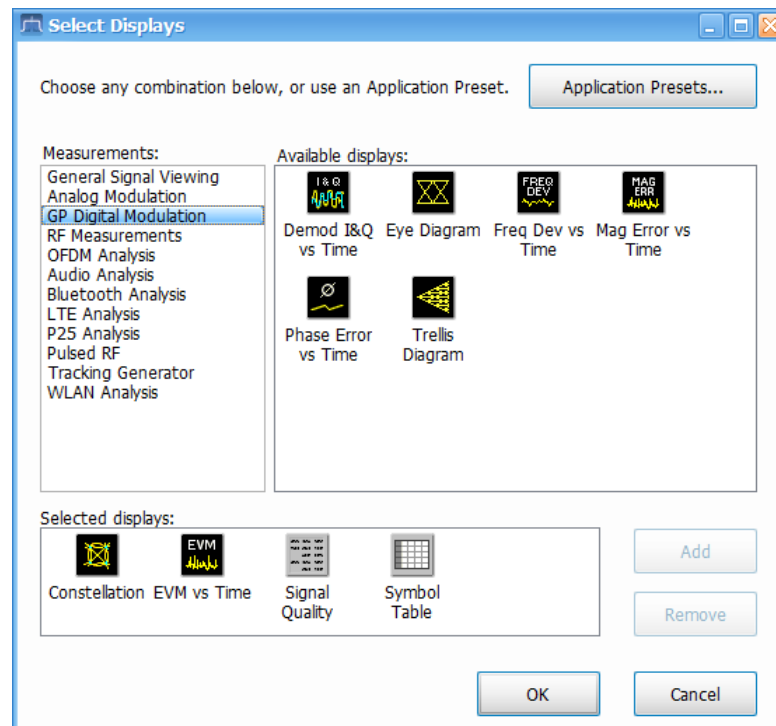 Select Displays
Choose any combination below, or use an Application Preset.
Application Presets...
Measurements:
General Signal Viewing
Analog Modulation
GP Digital Modulation
RF Measurements
OFDM Analysis
Audio Analysis
Bluetooth Analysis
LTE Analysis
P25 Analysis
Pulsed RF
Tracking Generator
WLAN Analysis
Available displays:
I & Q
Demod I&Q
vs Time
Eye Diagram
FREQ
DEV
Freq Dev vs
Time
MAG
ERR
Mag Error vs
Time
Ø
Phase Error
vs Time
Trellis
Diagram
Selected displays:
Constellation
EVM
EVM vs Time
Signal
Quality
Symbol
Table
Add
Remove
OK
Cancel